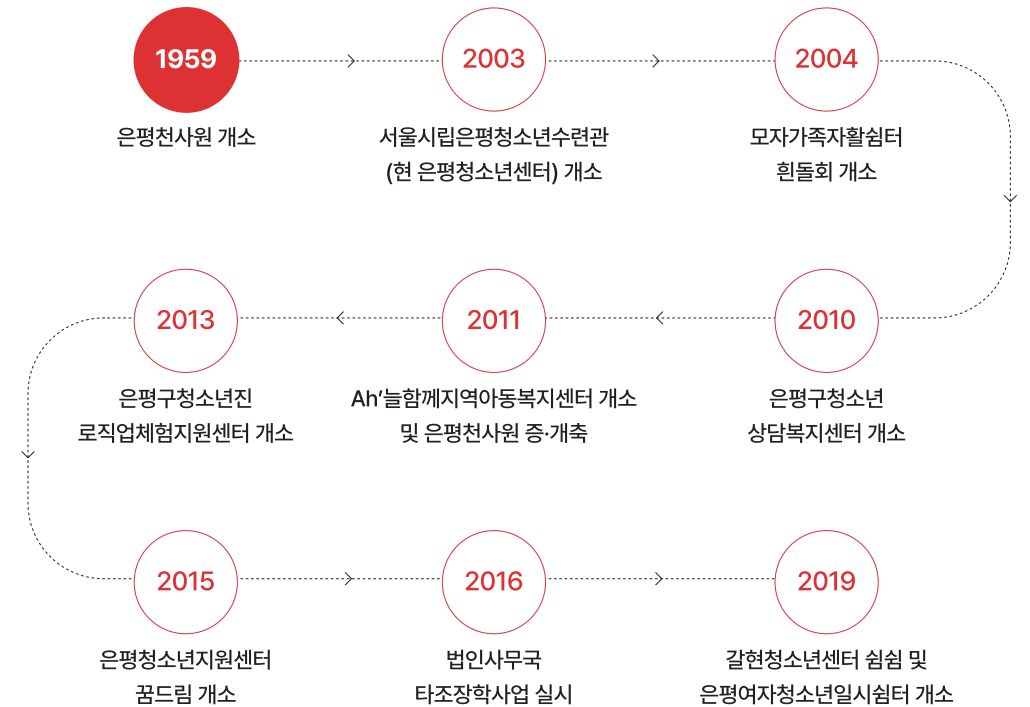 1959
은평천사원 개소
2003
서울시립은평청소년수련관
(현 은평청소년센터) 개소
2004
모자가족자활쉼터
흰돌회 개소
2010
은평구청소년
상담복지센터 개소
2011
Ah’늘함께지역아동복지센터 개소
및 은평천사원 증·개축
2013
은평구청소년진
로직업체험지원센터 개소
2015
은평청소년지원센터
꿈드림 개소
2016
법인사무국
타조장학사업 실시
2019
갈현청소년센터 쉼쉼 및
은평여자청소년일시쉼터 개소